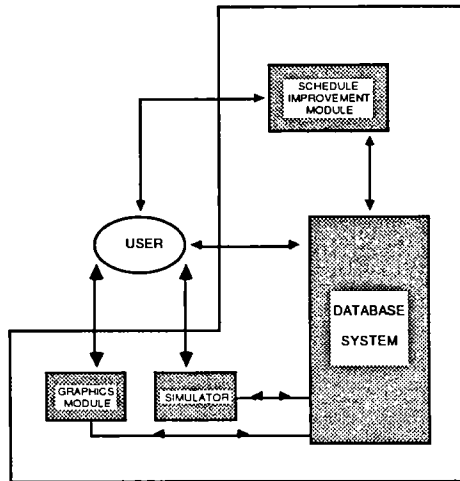 SCHEDULE
IMPROVEMENT
MODULE
USER
DATABASE
SYSTEM
GRAPHICS
MODULE
SIMULATOR